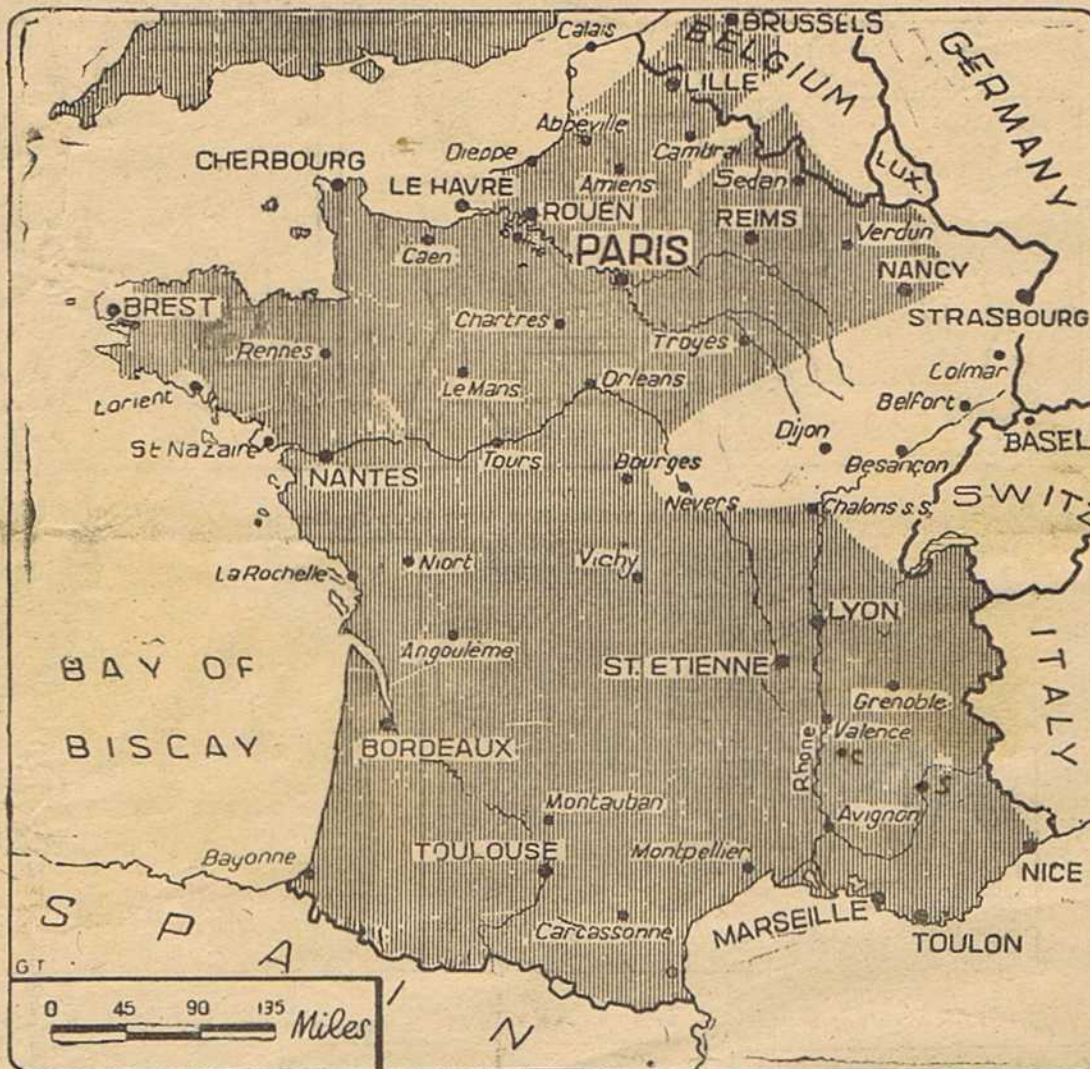 BRUSSELS
Calais
BELGIUM
GERMANY
LILLE
Abbeville
Cambrai
Dieppe
CHERBOURG
LE HAVRE
Amiens
Sedan
LUX.
ROUEN
Seine
REIMS
Verdun
Caen
PARIS
NANCY
BREST
STRASBOURG
Chartres
Troyes
Rennes
Le Mans
Orleans
Colmar
Lorient
Belfort
St Nazaire
Dijon
BASEL
Tours
Bourges
Besançon
NANTES
Nevers
Chalons s.s.
SWITZ
Niort
Vichy
La Rochelle
LYON
Angoulême
ST. ETIENNE
ITALY
BAY OF
BISCAY
Grenoble
BORDEAUX
Valence
Rhone
C
S
Montauban
Avignon
Bayonne
TOULOUSE
Montpellier
NICE
SPAIN
Carcassonne
MARSEILLE
TOULON
GT
0 45 90 135 Miles